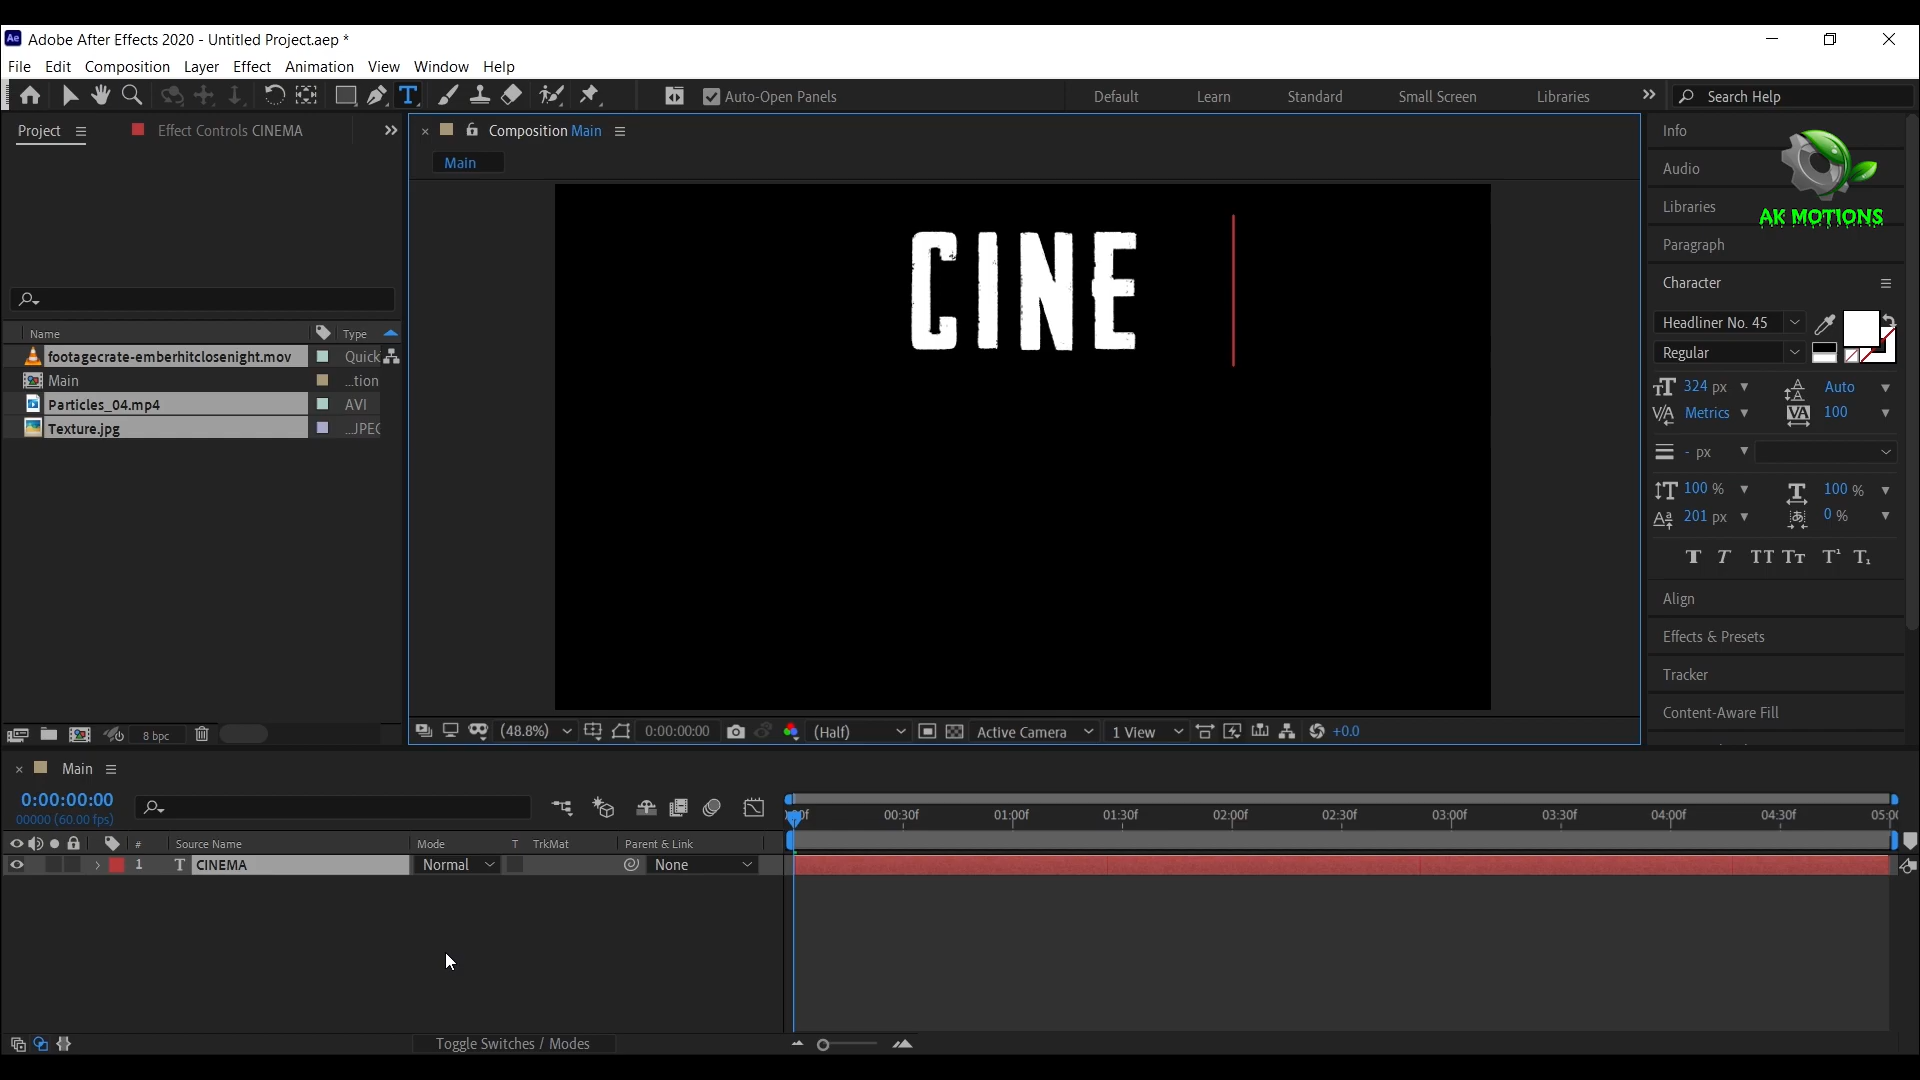 Ae Adobe After Effects 2020 - Untitled Project.aep *
File Edit Composition Layer Effect Animation View Window Help
T Auto-Open Panels Default Learn Standard Small Screen Libraries Search Help
Project Effect Controls CINEMA
Composition Main
Main
CINE
Name Type
footagecrate-emberhitclosenight.mov Quick
Main ...tion
Particles_04.mp4 AVI
Texture.jpg ...JPEG
8 bpc
(48.8%) 0:00:00:00 (Half) Active Camera 1 View +0.0
Info
Audio
Libraries
Paragraph
AK MOTIONS
Character
Headliner No. 45
Regular
324 px Auto
Metrics 100
- px
100 % 100 %
201 px 0 %
T T TT Tт T¹ T₁
Align
Effects & Presets
Tracker
Content-Aware Fill
Main
0:00:00:00
00000 (60.00 fps)
00:30f 01:00f 01:30f 02:00f 02:30f 03:00f 03:30f 04:00f 04:30f 05:00
# Source Name Mode T TrkMat Parent & Link
1 T CINEMA Normal None
Toggle Switches / Modes